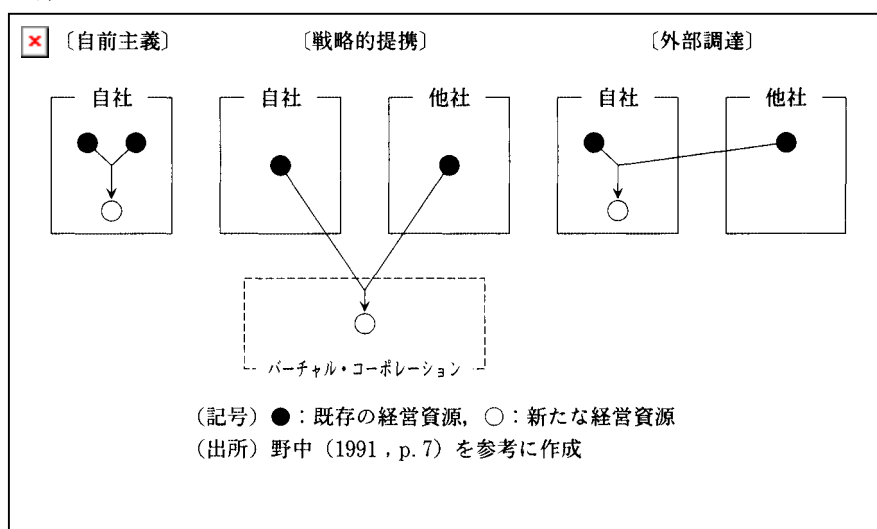 〔自前主義〕 〔戦略的提携〕 〔外部調達〕
自社 自社 他社 自社 他社
バーチャル・コーポレーション
(記号) ●:既存の経営資源, ○:新たな経営資源
(出所) 野中 (1991, p.7) を参考に作成